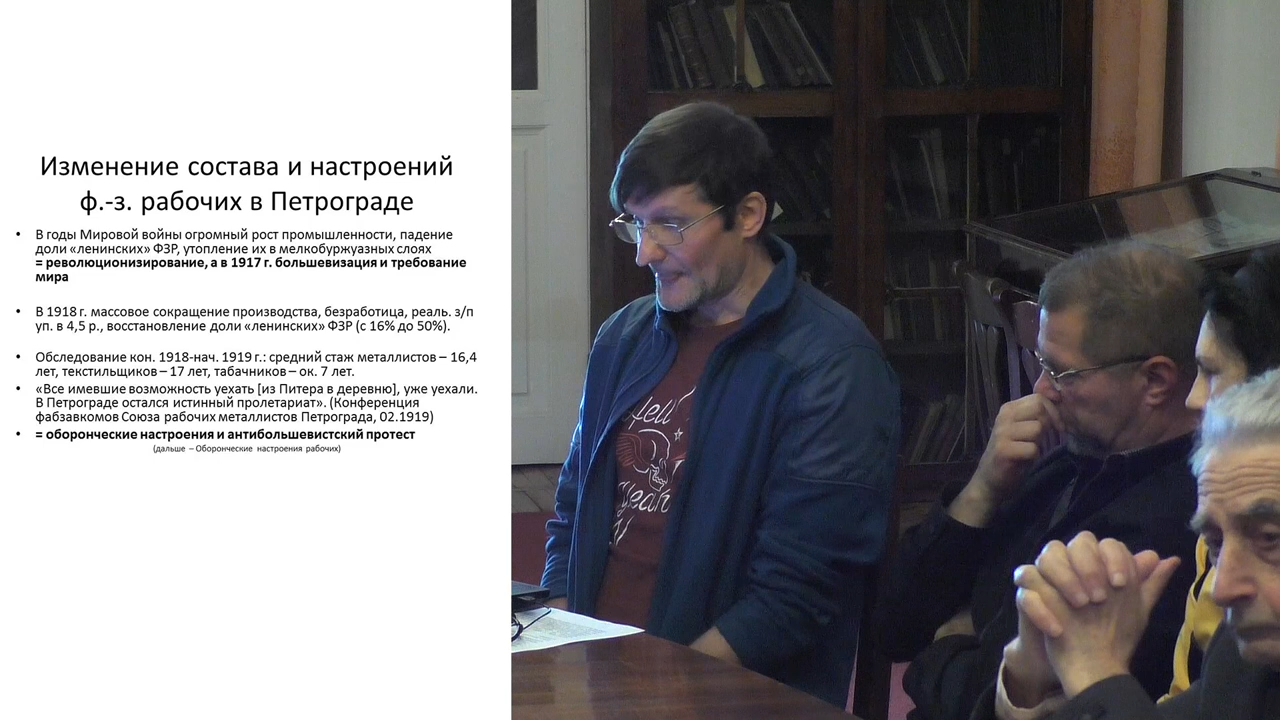 Изменение состава и настроений
ф.-з. рабочих в Петрограде
• В годы Мировой войны огромный рост промышленности, падение
доли «ленинских» ФЗР, утопление их в мелкобуржуазных слоях
= революционизирование, а в 1917 г. большевизация и требование
мира
• В 1918 г. массовое сокращение производства, безработица, реаль. з/п
уп. в 4,5 р., восстановление доли «ленинских» ФЗР (с 16% до 50%).
• Обследование кон. 1918-нач. 1919 г.: средний стаж металлистов – 16,4
лет, текстильщиков – 17 лет, табачников – ок. 7 лет.
• «Все имевшие возможность уехать [из Питера в деревню], уже уехали.
В Петрограде остался истинный пролетариат». (Конференция
фабзавкомов Союза рабочих металлистов Петрограда, 02.1919)
• = оборонческие настроения и антибольшевистский протест
(дальше – Оборонческие настроения рабочих)
Hell
Yeah